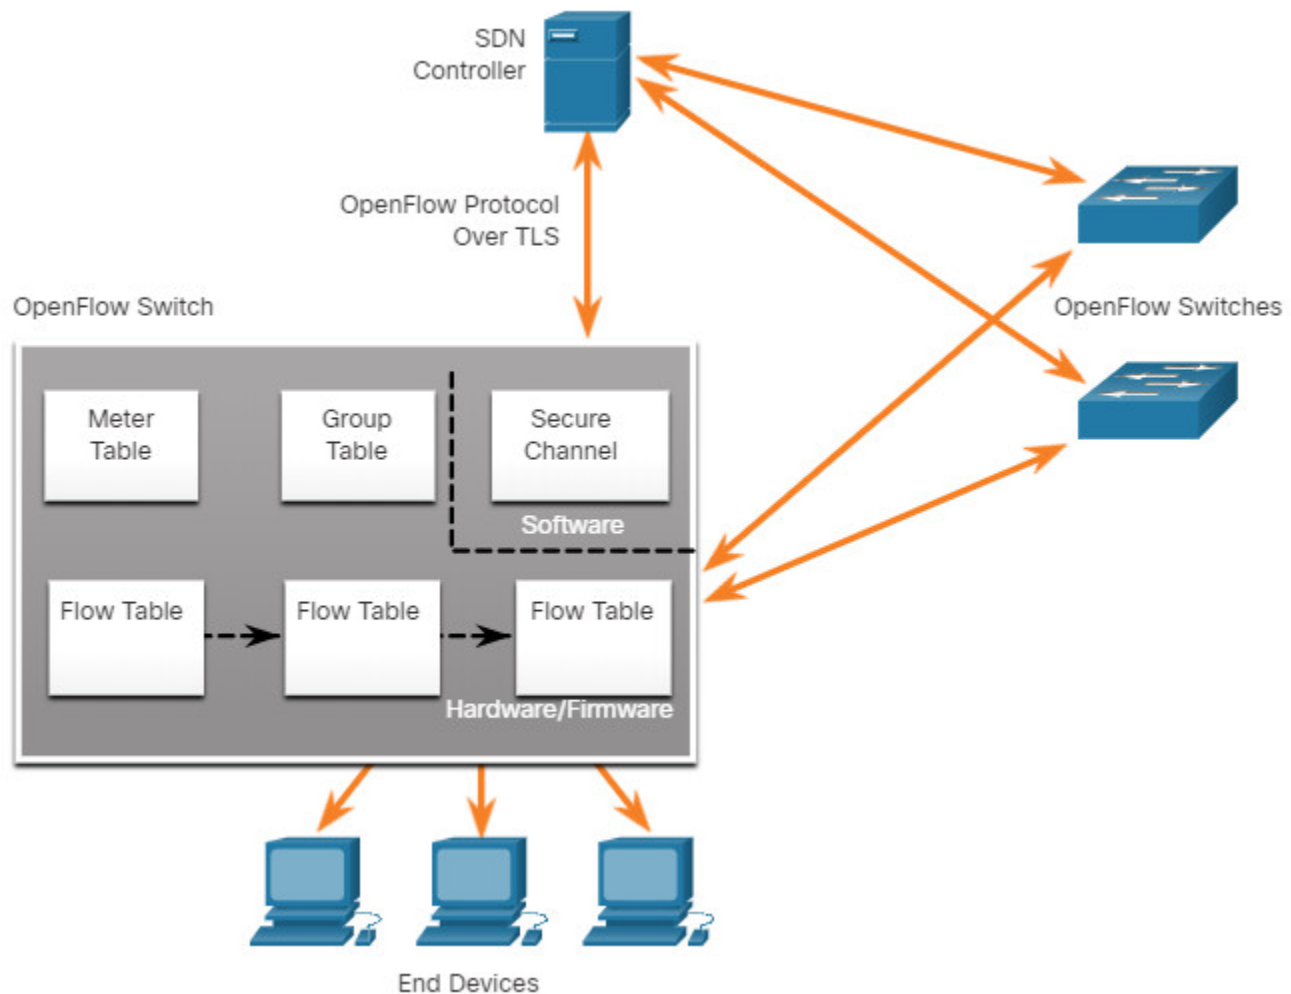 SDN
Controller
OpenFlow Protocol
Over TLS
OpenFlow Switch
OpenFlow Switches
Meter
Table
Group
Table
Secure
Channel
Software
Flow Table
Flow Table
Flow Table
Hardware/Firmware
End Devices